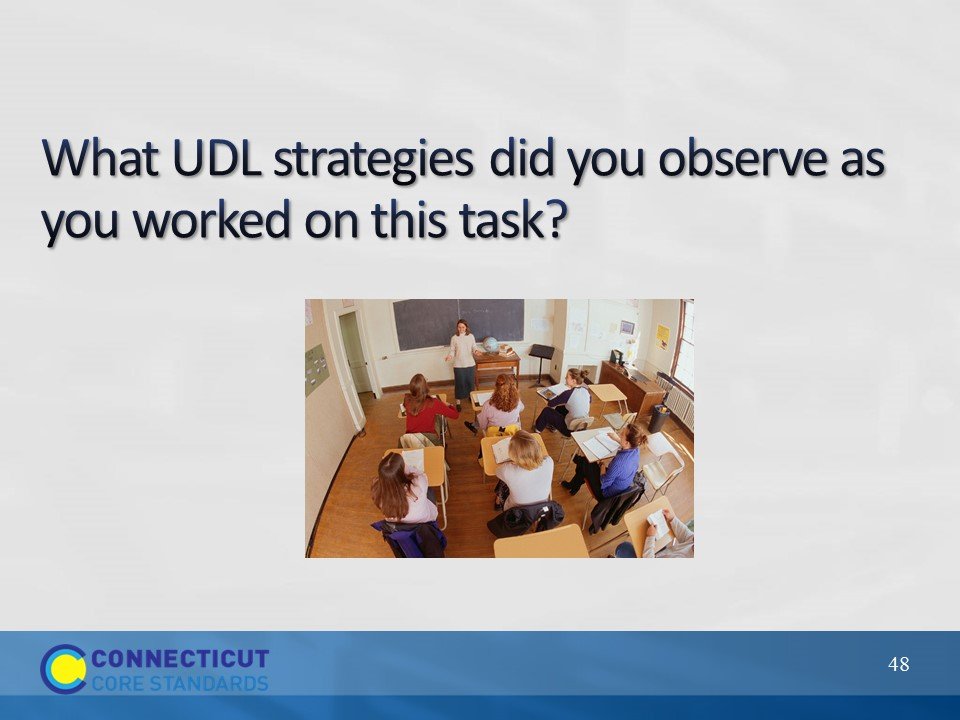 What UDL strategies did you observe as
you worked on this task?
CONNECTICUT
CORE STANDARDS
48